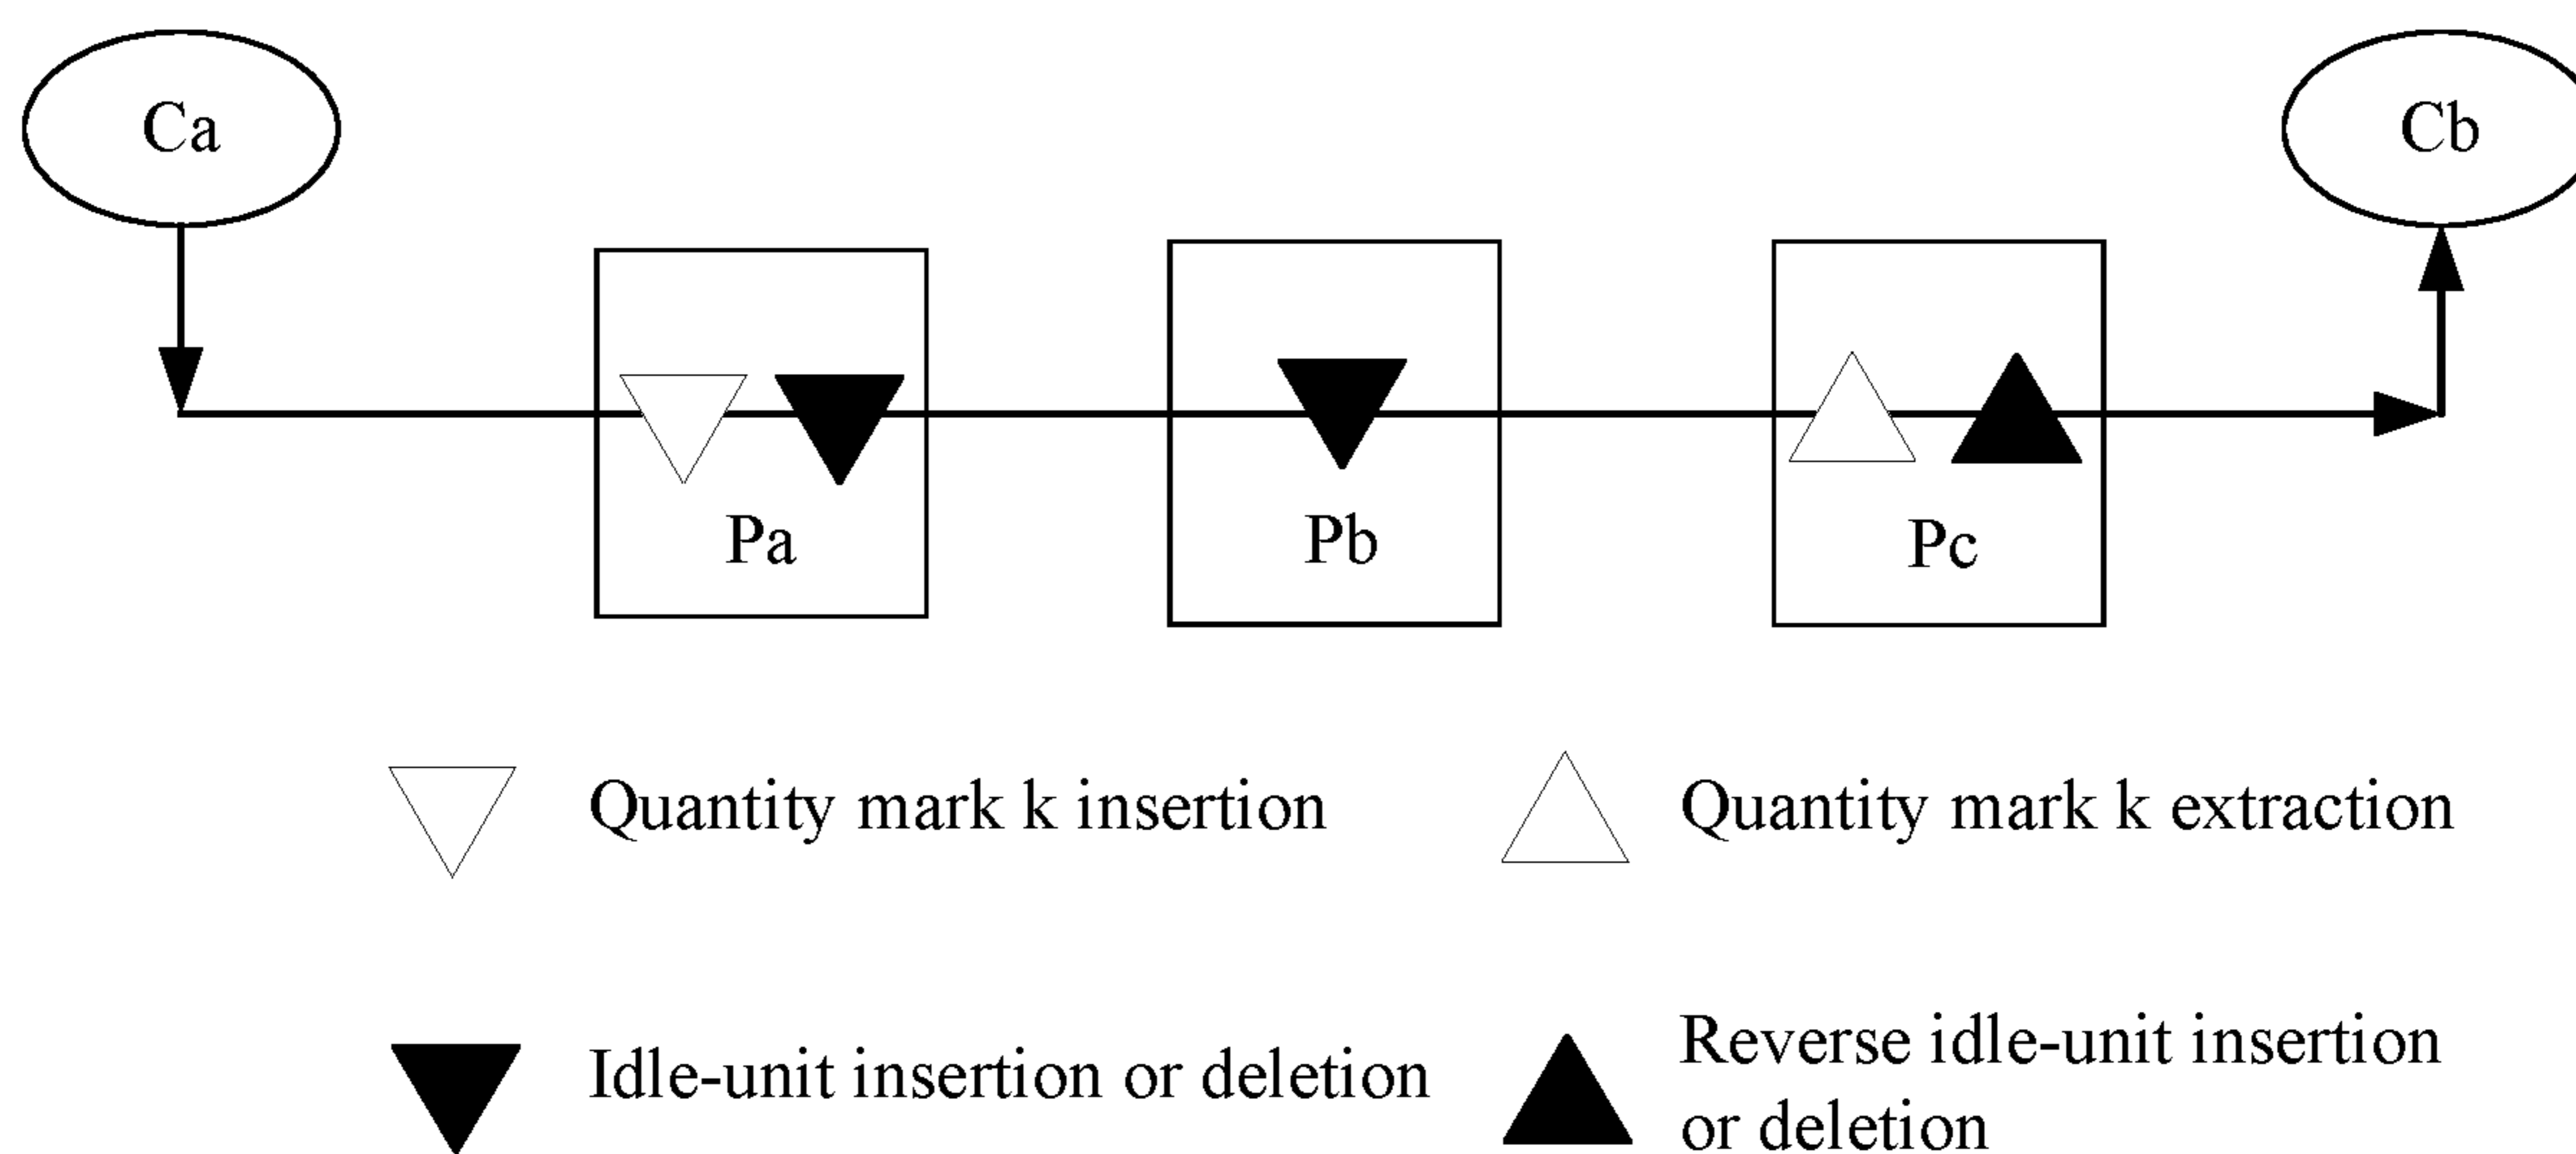 Ca
Cb
Pa
Pb
Pc
Quantity mark k insertion
Quantity mark k extraction
Idle-unit insertion or deletion
Reverse idle-unit insertion
or deletion